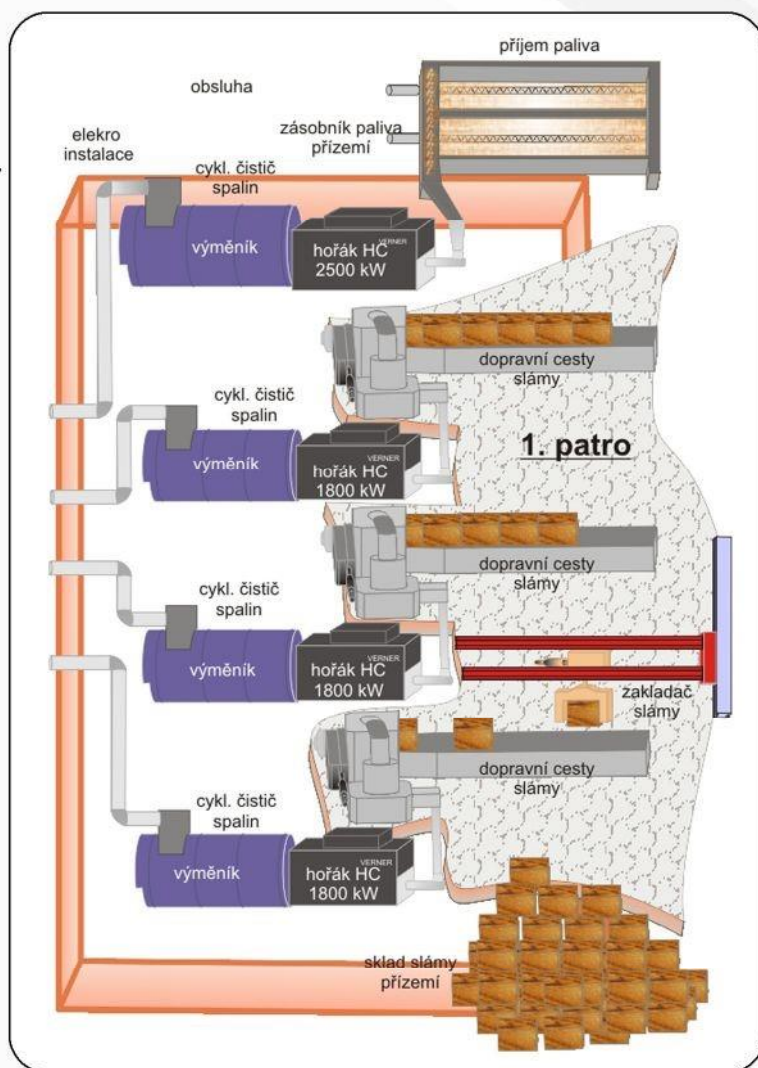 příjem paliva
obsluha
zásobník paliva
přízemí
elekro
instalace
cykl. čistič
spalin
výměník
VERNER
hořák HC
2500 kW
dopravní cesty
slámy
cykl. čistič
spalin
1. patro
výměník
VERNER
hořák HC
1800 kW
dopravní cesty
slámy
cykl. čistič
spalin
výměník
VERNER
hořák HC
1800 kW
zakladač
slámy
dopravní cesty
slámy
cykl. čistič
spalin
výměník
VERNER
hořák HC
1800 kW
sklad slámy
přízemí